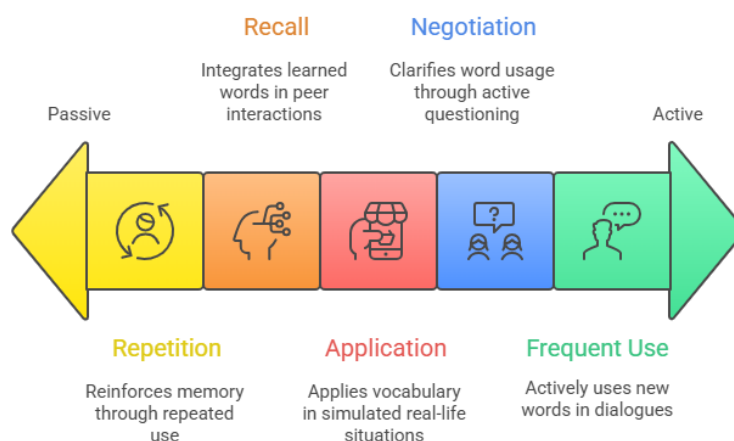 Recall
Integrates learned
words in peer
interactions
Negotiation
Clarifies word usage
through active
questioning
Passive
Active
?
Repetition
Reinforces memory
through repeated
use
Application
Applies vocabulary
in simulated real-life
situations
Frequent Use
Actively uses new
words in dialogues